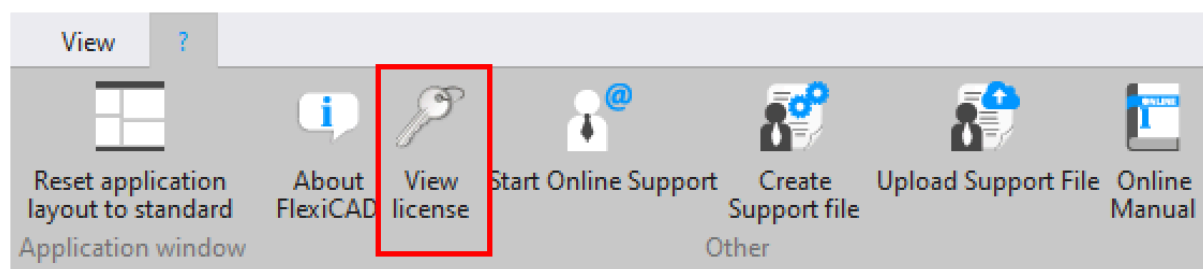 View ?
Reset application
layout to standard
About
FlexiCAD
View
license
Start Online Support
Create
Support file
Upload Support File
ONLINE
Online
Manual
Application window
Other